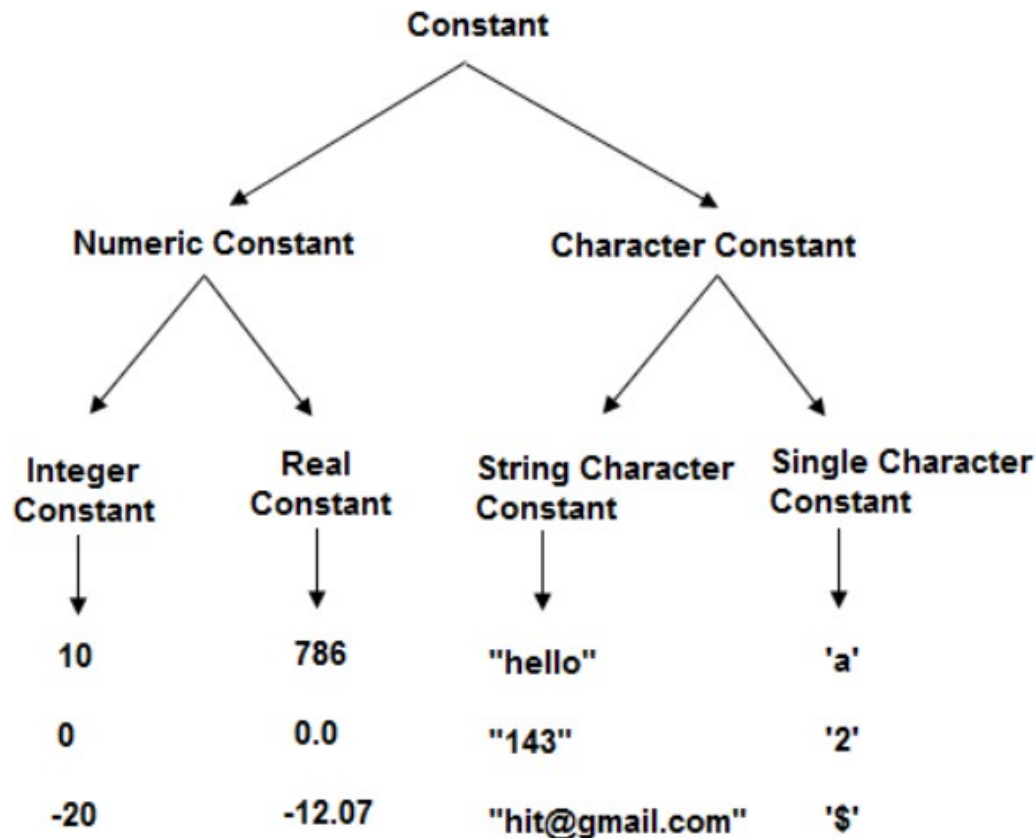 Constant
Numeric Constant
Character Constant
Integer
Constant
Real
Constant
String Character
Constant
Single Character
Constant
10
786
"hello"
'a'
0
0.0
"143"
'2'
-20
-12.07
"hit@gmail.com"
'$'